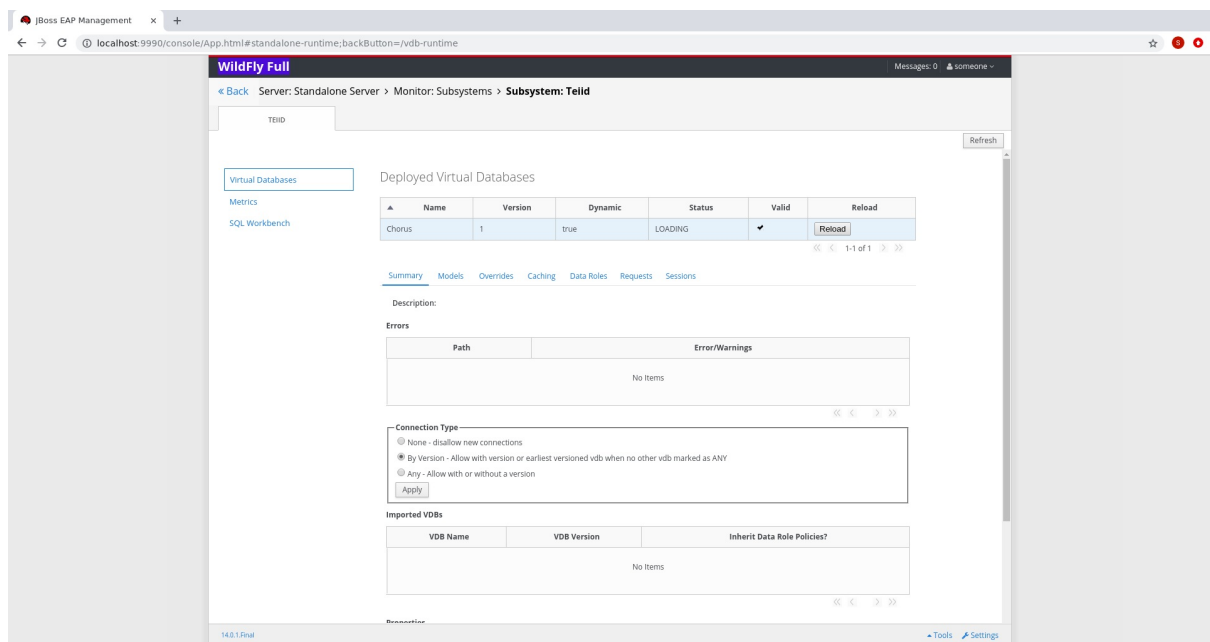 JBoss EAP Management
localhost:9990/console/App.html#standalone-runtime;backButton=/vdb-runtime
S
WildFly Full
Messages: 0 someone
« Back Server: Standalone Server > Monitor: Subsystems > Subsystem: Teiid
TEIID
Refresh
Virtual Databases
Metrics
SQL Workbench
Deployed Virtual Databases
Name Version Dynamic Status Valid Reload
Chorus 1 true LOADING Reload
1-1 of 1
Summary Models Overrides Caching Data Roles Requests Sessions
Description:
Errors
Path Error/Warnings
No Items
Connection Type
None - disallow new connections
By Version - Allow with version or earliest versioned vdb when no other vdb marked as ANY
Any - Allow with or without a version
Apply
Imported VDBs
VDB Name VDB Version Inherit Data Role Policies?
No Items
Properties
14.0.1.Final
Tools Settings